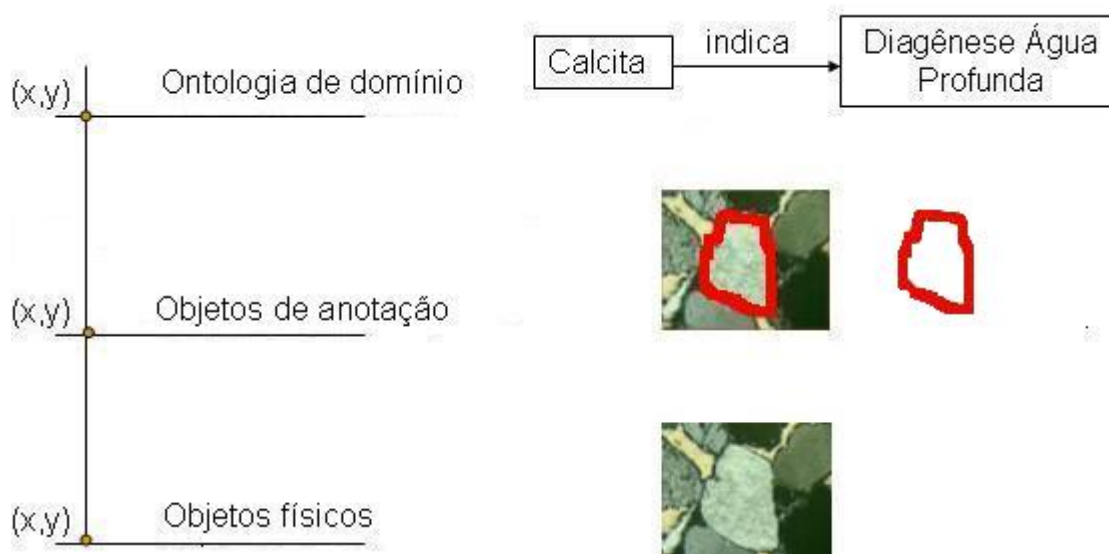 (x,y)
Ontologia de domínio
Calcita
indica
Diagênese Água
Profunda
(x,y)
Objetos de anotação
(x,y)
Objetos físicos